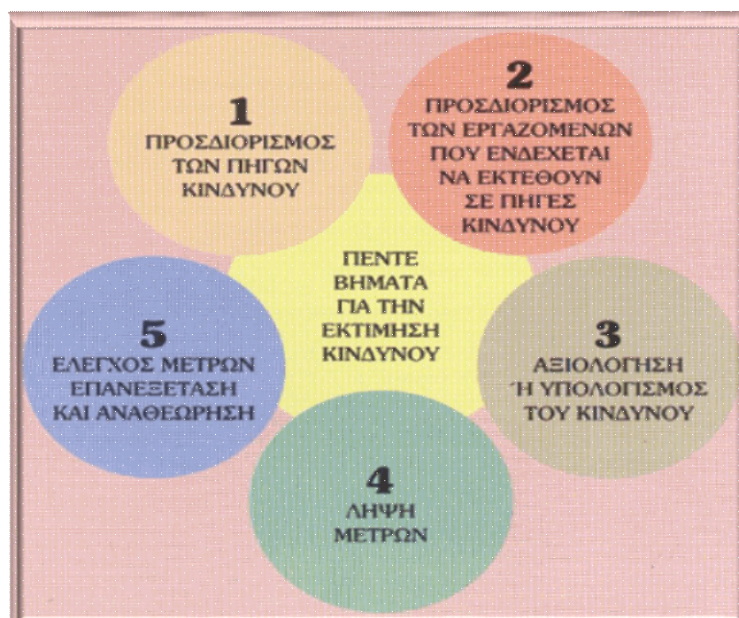 1
ΠΡΟΣΔΙΟΡΙΣΜΟΣ
ΤΩΝ ΠΗΓΩΝ
ΚΙΝΔΥΝΟΥ
2
ΠΡΟΣΔΙΟΡΙΣΜΟΣ
ΤΩΝ ΕΡΓΑΖΟΜΕΝΩΝ
ΠΟΥ ΕΝΔΕΧΕΤΑΙ
ΝΑ ΕΚΤΕΘΟΥΝ
ΣΕ ΠΗΓΕΣ
ΚΙΝΔΥΝΟΥ
ΠΕΝΤΕ
ΒΗΜΑΤΑ
ΓΙΑ ΤΗΝ
ΕΚΤΙΜΗΣΗ
ΚΙΝΔΥΝΟΥ
3
ΑΞΙΟΛΟΓΗΣΗ
Ή ΥΠΟΛΟΓΙΣΜΟΣ
ΤΟΥ ΚΙΝΔΥΝΟΥ
4
ΛΗΨΗ
ΜΕΤΡΩΝ
5
ΕΛΕΓΧΟΣ ΜΕΤΡΩΝ
ΕΠΑΝΕΞΕΤΑΣΗ
ΚΑΙ ΑΝΑΘΕΩΡΗΣΗ